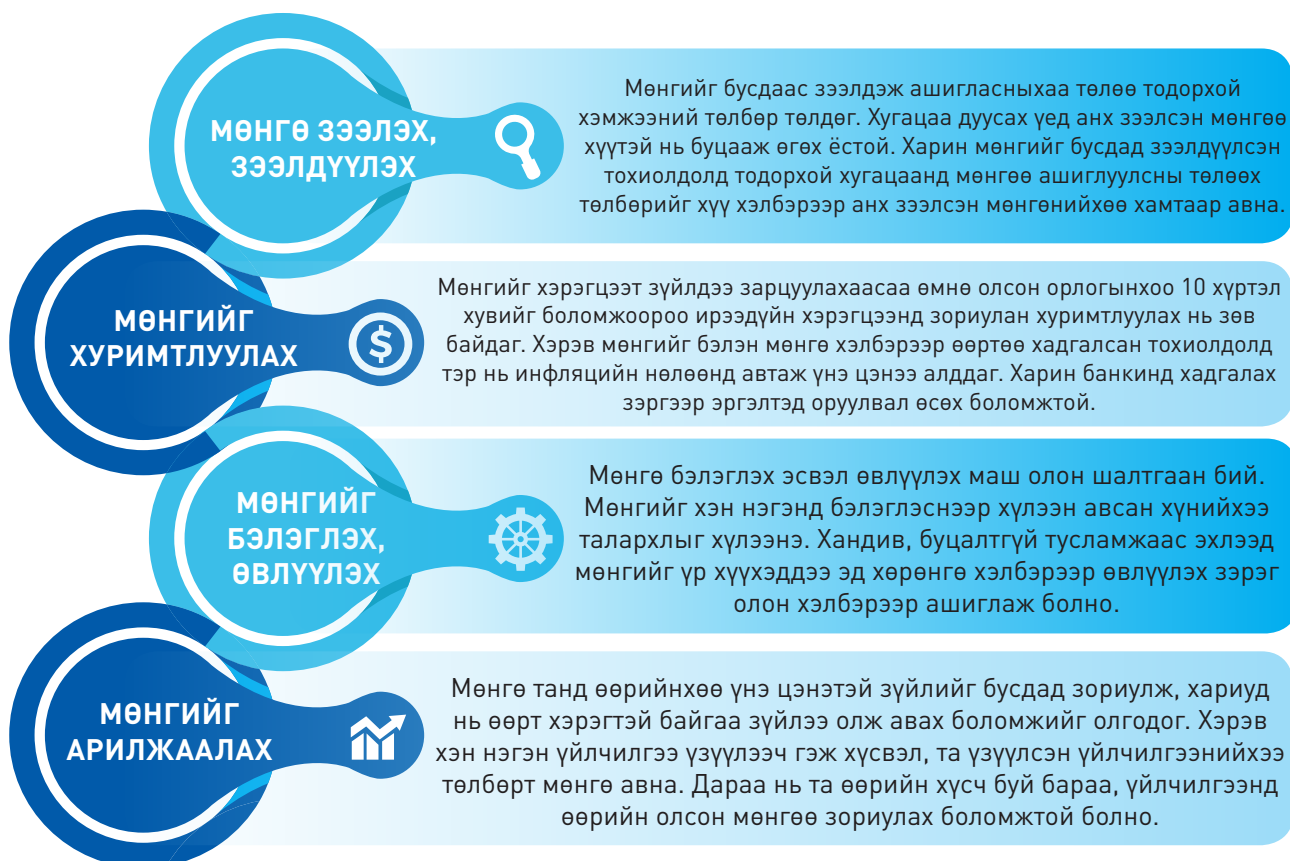 МӨНГӨ ЗЭЭЛЭХ,
ЗЭЭЛДҮҮЛЭХ
Мөнгийг бусдаас зээлдэж ашигласныхаа төлөө тодорхой
хэмжээний төлбөр төлдөг. Хугацаа дуусах үед анх зээлсэн мөнгөө
хүүтэй нь буцааж өгөх ёстой. Харин мөнгийг бусдад зээлдүүлсэн
тохиолдолд тодорхой хугацаанд мөнгөө ашиглуулсны төлөөх
төлбөрийг хүү хэлбэрээр анх зээлсэн мөнгөнийхөө хамтаар авна.
МӨНГИЙГ
ХУРИМТЛУУЛАХ
$
Мөнгийг хэрэгцээт зүйлдээ зарцуулахаасаа өмнө олсон орлогынхоо 10 хүртэл
хувийг боломжоороо ирээдүйн хэрэгцээнд зориулан хуримтлуулах нь зөв
байдаг. Хэрэв мөнгийг бэлэн мөнгө хэлбэрээр өөртөө хадгалсан тохиолдолд
тэр нь инфляцийн нөлөөнд автаж үнэ цэнээ алддаг. Харин банкинд хадгалах
зэргээр эргэлтэд оруулвал өсөх боломжтой.
МӨНГИЙГ
БЭЛЭГЛЭХ,
ӨВЛҮҮЛЭХ
Мөнгө бэлэглэх эсвэл өвлүүлэх маш олон шалтгаан бий.
Мөнгийг хэн нэгэнд бэлэглэснээр хүлээн авсан хүнийхээ
талархлыг хүлээнэ. Хандив, буцалтгүй тусламжаас эхлээд
мөнгийг үр хүүхэддээ эд хөрөнгө хэлбэрээр өвлүүлэх зэрэг
олон хэлбэрээр ашиглаж болно.
МӨНГИЙГ
АРИЛЖААЛАХ
Мөнгө танд өөрийнхөө үнэ цэнэтэй зүйлийг бусдад зориулж, хариуд
нь өөрт хэрэгтэй байгаа зүйлээ олж авах боломжийг олгодог. Хэрэв
хэн нэгэн үйлчилгээ үзүүлээч гэж хүсвэл, та үзүүлсэн үйлчилгээнийхээ
төлбөрт мөнгө авна. Дараа нь та өөрийн хүсч буй бараа, үйлчилгээнд
өөрийн олсон мөнгөө зориулах боломжтой болно.